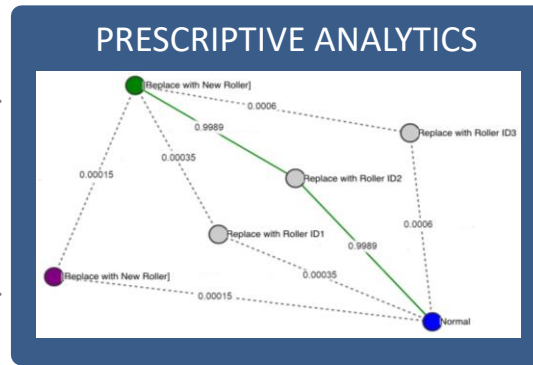 PRESCRIPTIVE ANALYTICS
[Replace with New Roller]
0.0006
0.9989
Replace with Roller ID3
0.00035
0.00015
Replace with Roller ID2
0.0006
Replace with Roller ID1
0.9989
0.00035
[Replace with New Roller]
0.00015
Normal